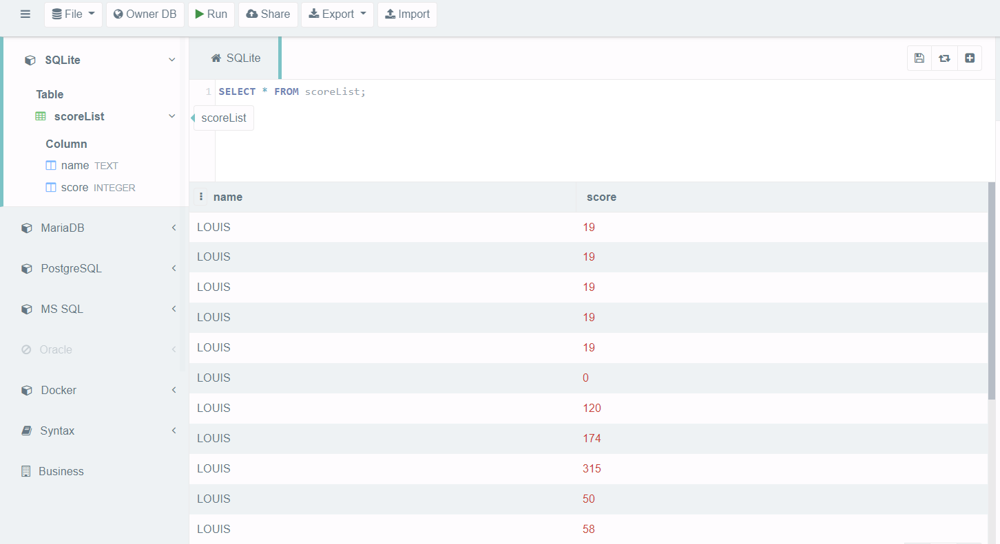 File Owner DB Run Share Export Import
SQLite
Table
scoreList
Column
name TEXT
score INTEGER
MariaDB
PostgreSQL
MS SQL
Oracle
Docker
Syntax
Business
SQLite
1 SELECT * FROM scoreList;
scoreList
name score
LOUIS 19
LOUIS 19
LOUIS 19
LOUIS 19
LOUIS 19
LOUIS 0
LOUIS 120
LOUIS 174
LOUIS 315
LOUIS 50
LOUIS 58